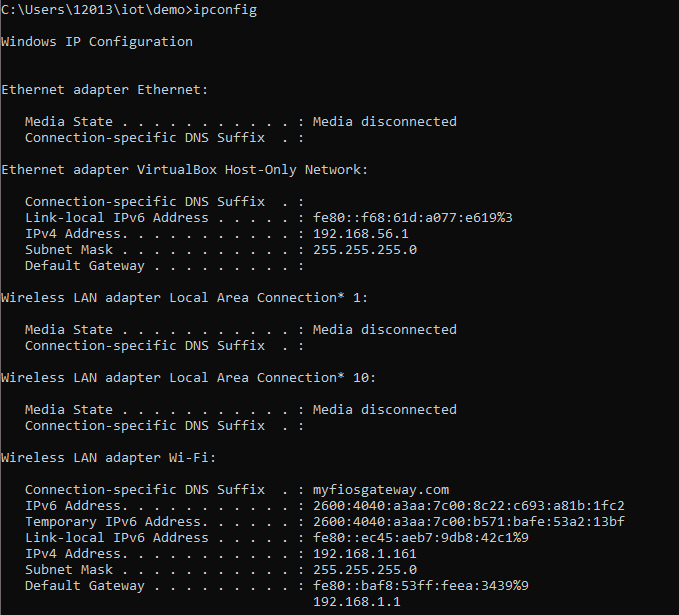 C:\Users\12013\iot\demo>ipconfig
Windows IP Configuration
Ethernet adapter Ethernet:
Media State . . . . . . . . . . . : Media disconnected
Connection-specific DNS Suffix  . :
Ethernet adapter VirtualBox Host-Only Network:
Connection-specific DNS Suffix  . :
Link-local IPv6 Address . . . . . : fe80::f68:61d:a077:e619%3
IPv4 Address. . . . . . . . . . . : 192.168.56.1
Subnet Mask . . . . . . . . . . . : 255.255.255.0
Default Gateway . . . . . . . . . :
Wireless LAN adapter Local Area Connection* 1:
Media State . . . . . . . . . . . : Media disconnected
Connection-specific DNS Suffix  . :
Wireless LAN adapter Local Area Connection* 10:
Media State . . . . . . . . . . . : Media disconnected
Connection-specific DNS Suffix  . :
Wireless LAN adapter Wi-Fi:
Connection-specific DNS Suffix  . : myfiosgateway.com
IPv6 Address. . . . . . . . . . . : 2600:4040:a3aa:7c00:8c22:c693:a81b:1fc2
Temporary IPv6 Address. . . . . . : 2600:4040:a3aa:7c00:b571:bafe:53a2:13bf
Link-local IPv6 Address . . . . . : fe80::ec45:aeb7:9db8:42c1%9
IPv4 Address. . . . . . . . . . . : 192.168.1.161
Subnet Mask . . . . . . . . . . . : 255.255.255.0
Default Gateway . . . . . . . . . : fe80::baf8:53ff:feea:3439%9
192.168.1.1